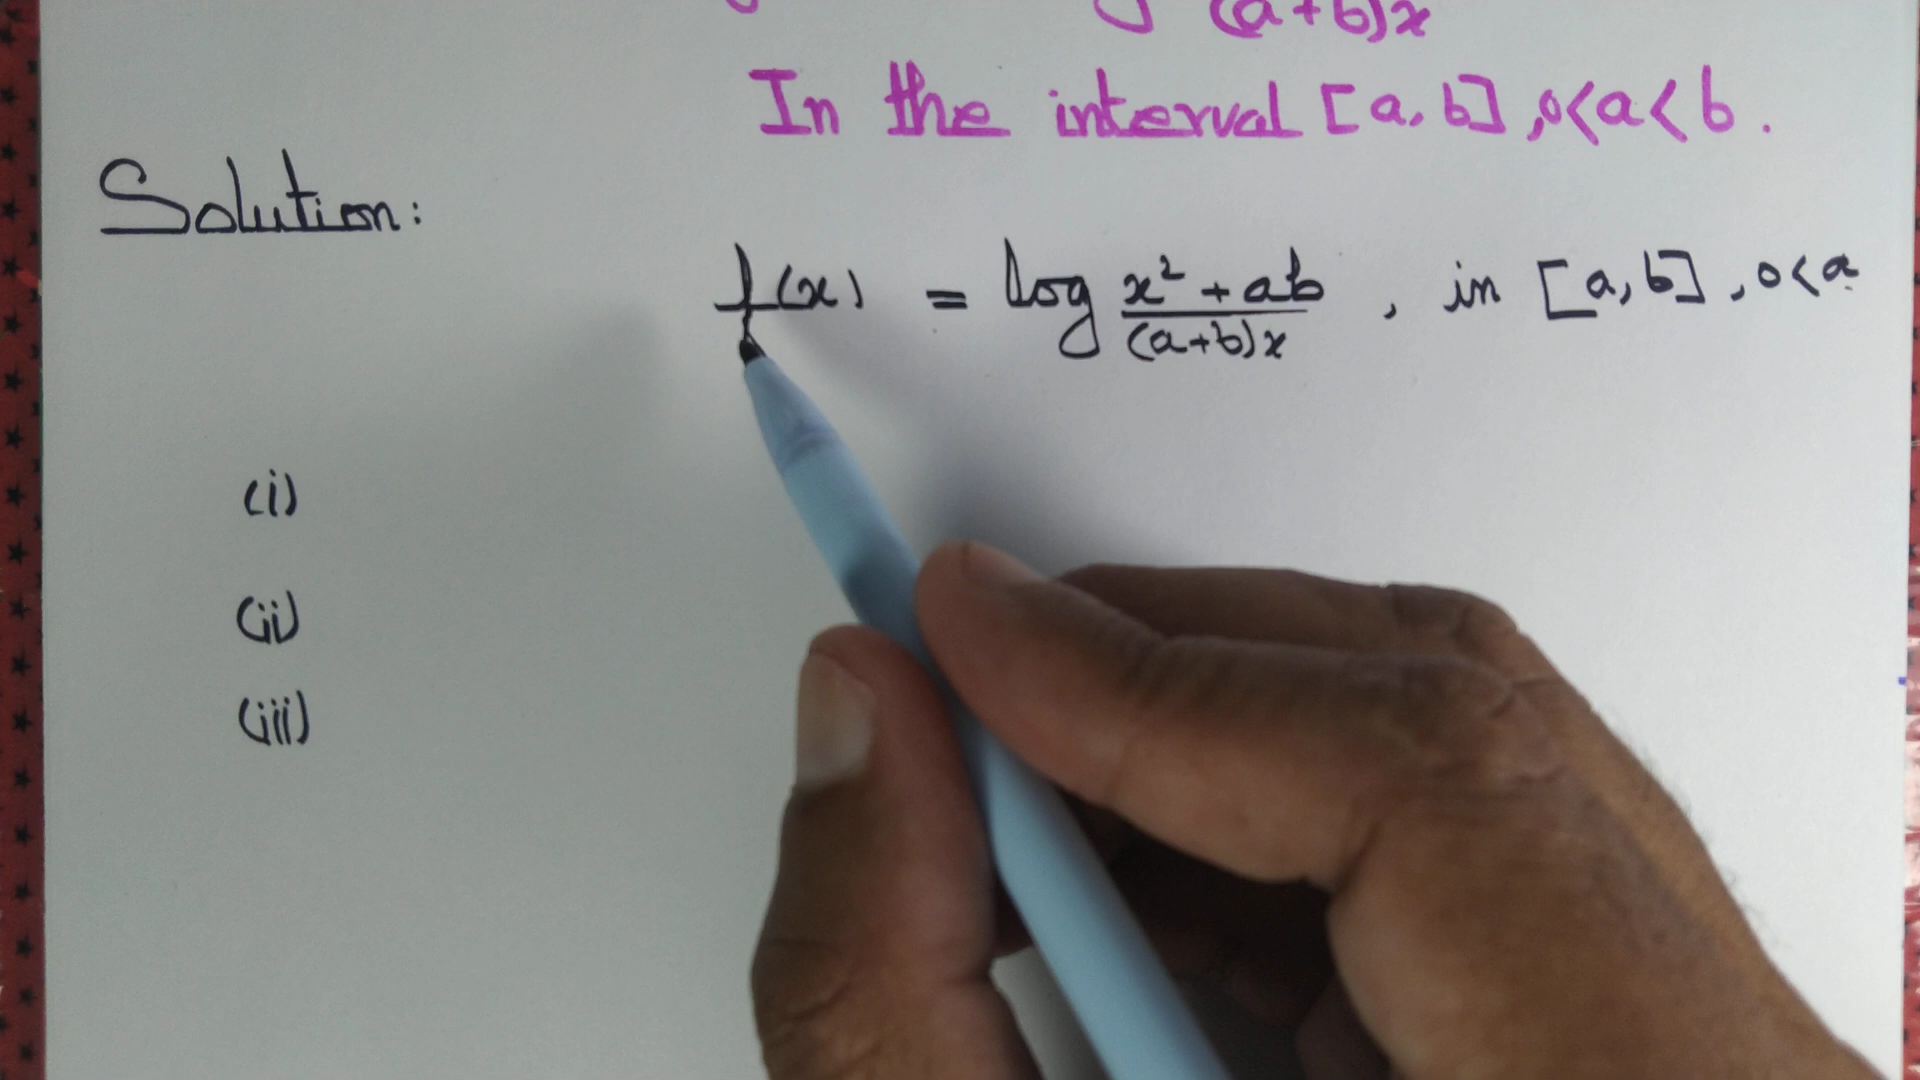 (a+b)x
In the interval [a, b], 0<a<b.
Solution:
f(x) = log x² + ab / (a+b)x , in [a, b], 0<a
(i)
(ii)
(iii)